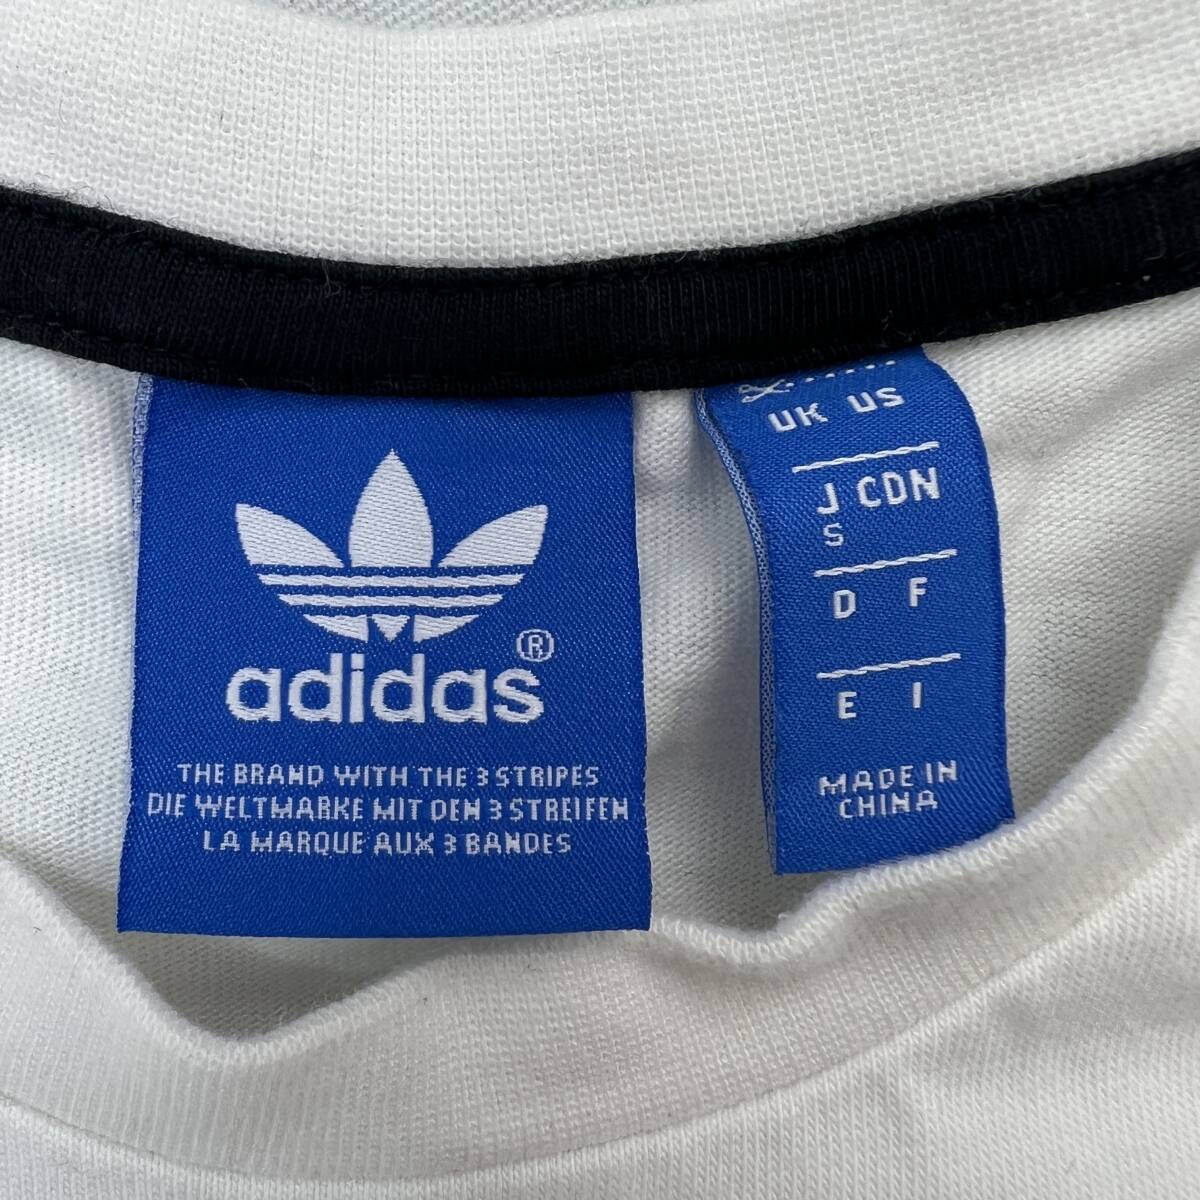 adidas®
THE BRAND WITH THE 3 STRIPES
DIE WELTMARKE MIT DEN 3 STREIFEN
LA MARQUE AUX 3 BANDES
UK US
J CDN
S
D F
E I
MADE IN
CHINA